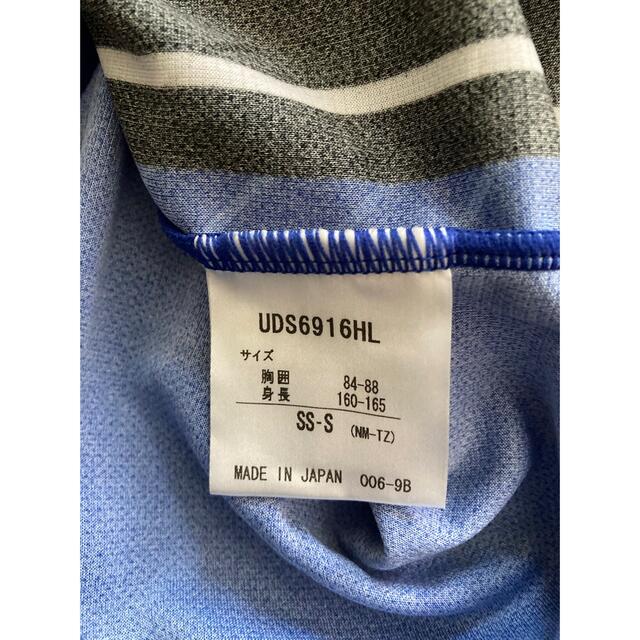 UDS6916HL
サイズ
胸囲 84-88
身長 160-165
SS-S (NM-TZ)
MADE IN JAPAN 006-9B